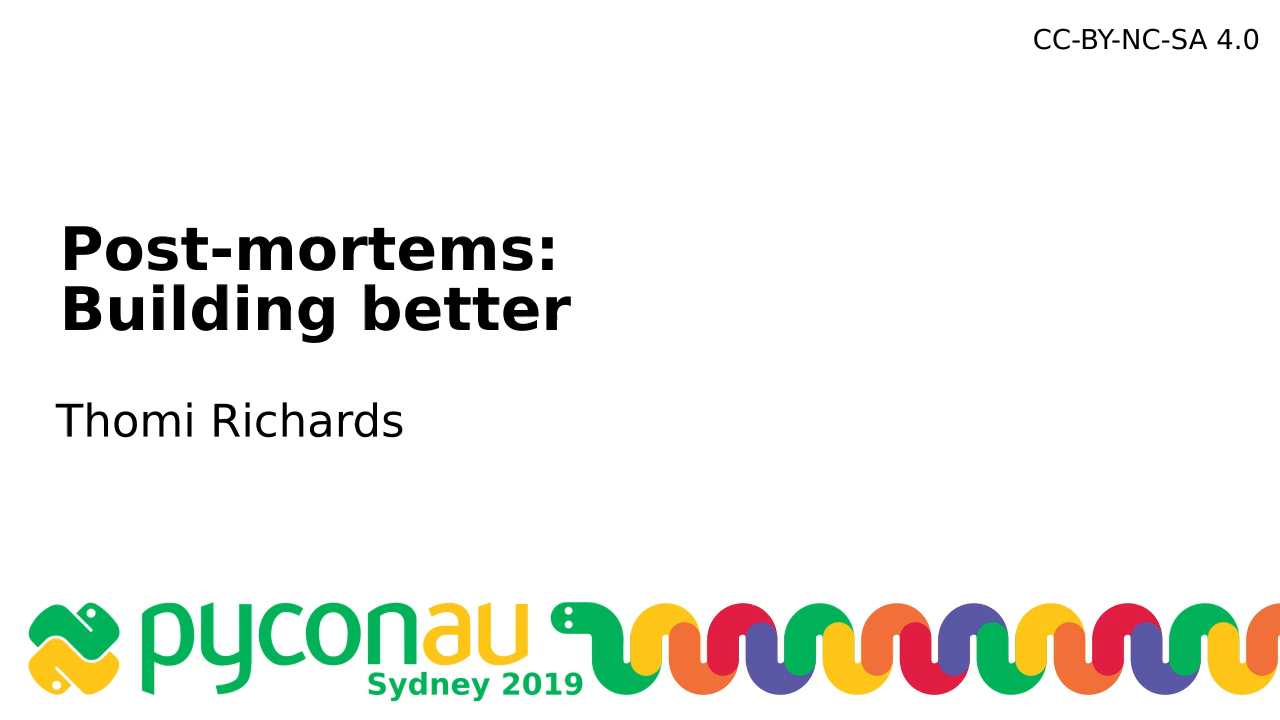 CC-BY-NC-SA 4.0
Post-mortems:
Building better
Thomi Richards
pyconau
Sydney 2019